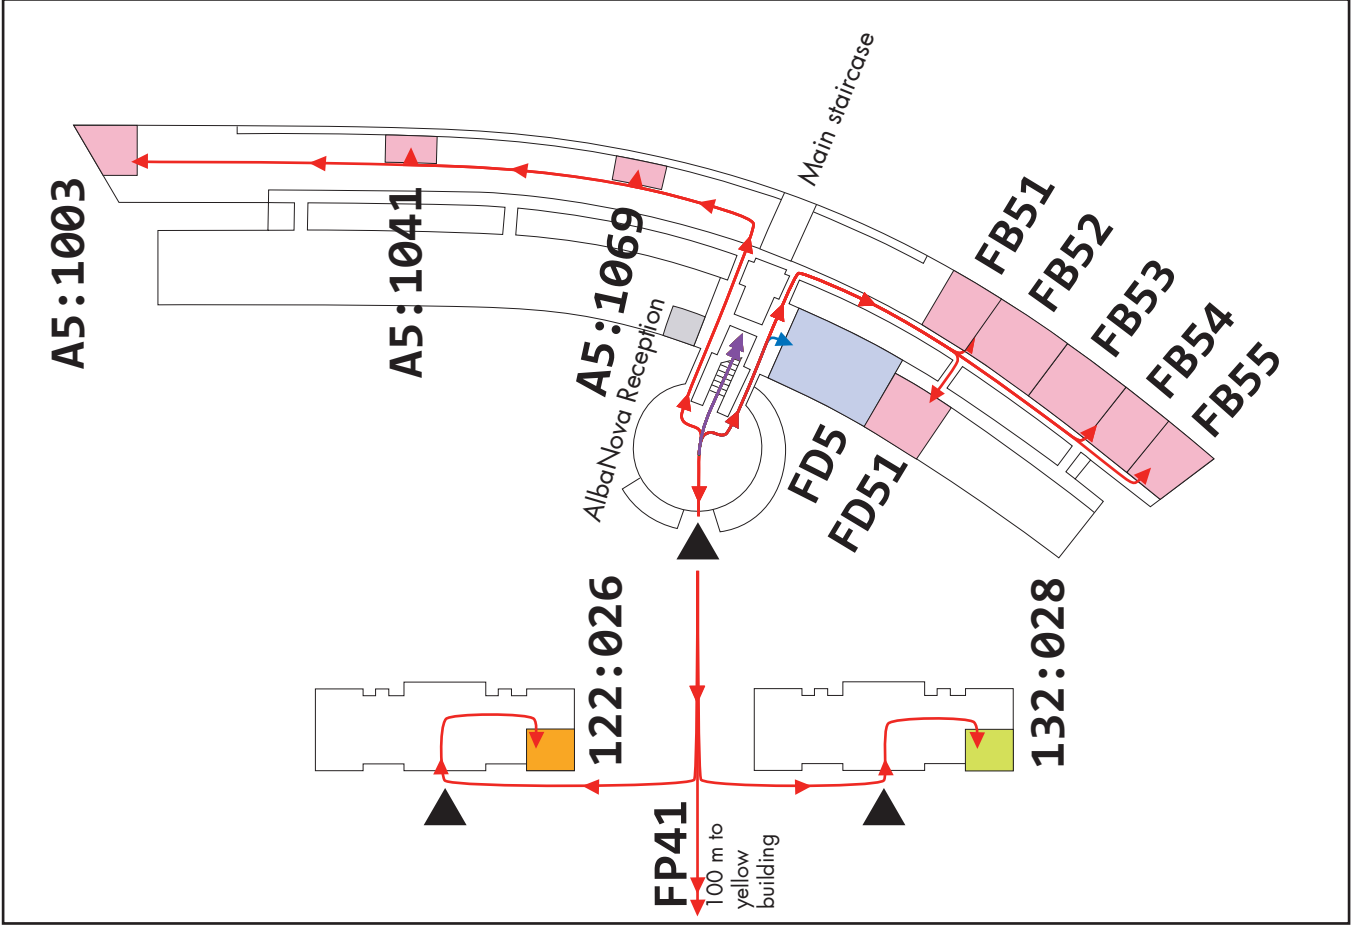 Main staircase
A5:1003
A5:1041
A5:1069
AlbaNova Reception
FB51
FB52
FB53
FB54
FB55
FD5
FD51
122:026
132:028
FP41
100 m to
yellow
building